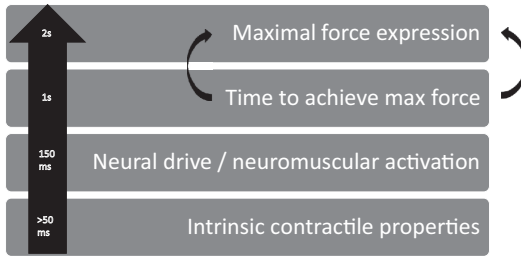 2s
Maximal force expression
1s
Time to achieve max force
150
ms
Neural drive / neuromuscular activation
>50
ms
Intrinsic contractile properties